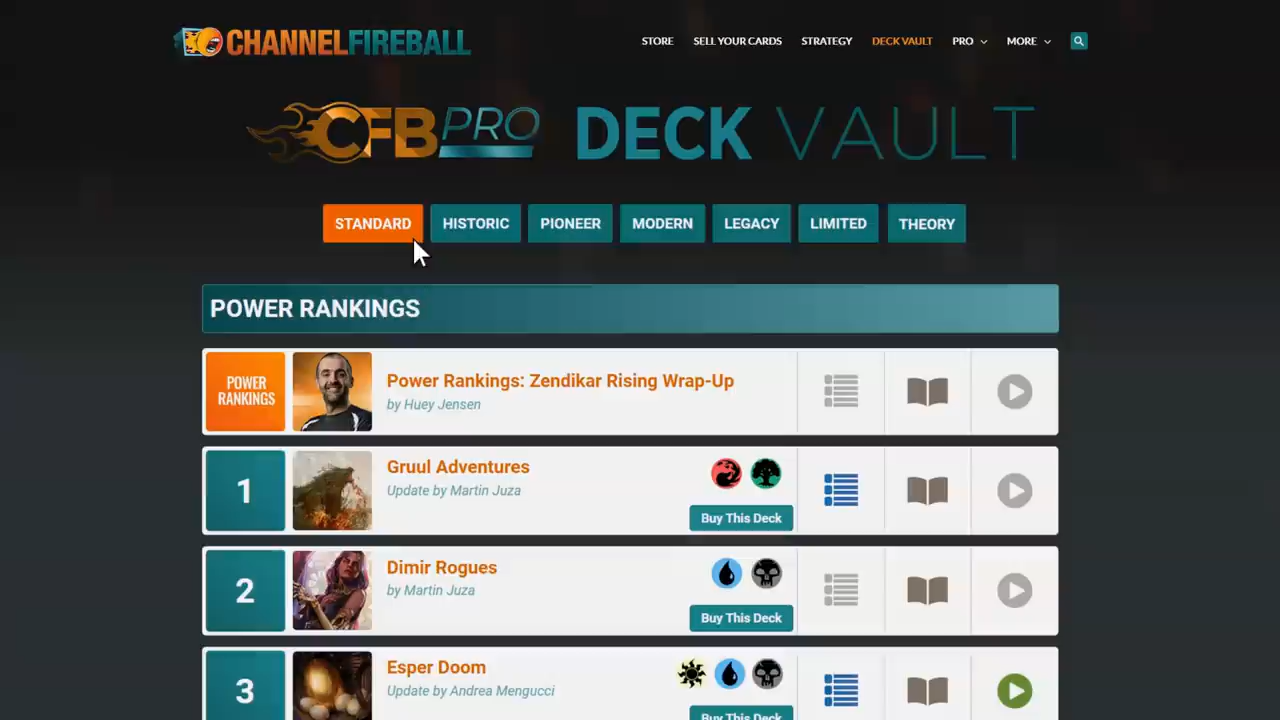 CHANNELFIREBALL
STORE SELL YOUR CARDS STRATEGY DECK VAULT PRO MORE
CFB PRO DECK VAULT
STANDARD HISTORIC PIONEER MODERN LEGACY LIMITED THEORY
POWER RANKINGS
POWER
RANKINGS
Power Rankings: Zendikar Rising Wrap-Up
by Huey Jensen
1
Gruul Adventures
Update by Martin Juza
Buy This Deck
2
Dimir Rogues
by Martin Juza
Buy This Deck
3
Esper Doom
Update by Andrea Mengucci
Buy This Deck